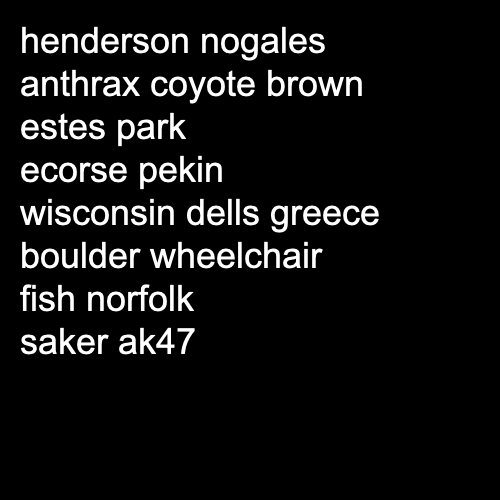 henderson nogales
anthrax coyote brown
estes park
ecorse pekin
wisconsin dells greece
boulder wheelchair
fish norfolk
saker ak47